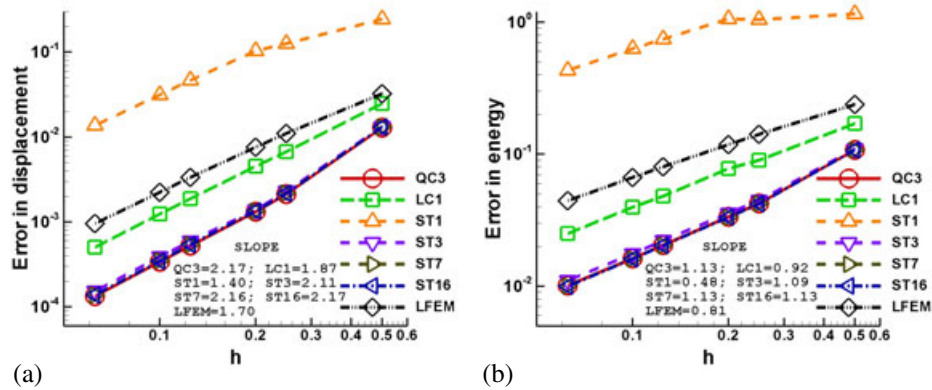 10⁻¹
10⁻²
10⁻³
10⁻⁴
Error in displacement
QC3
LC1
ST1
ST3
ST7
ST16
LFEM
SLOPE
QC3=2.17; LC1=1.87
ST1=1.40; ST3=2.11
ST7=2.16; ST16=2.17
LFEM=1.70
0.1 0.2 0.3 0.4 0.5 0.6
h
(a)
10⁰
10⁻¹
10⁻²
Error in energy
QC3
LC1
ST1
ST3
ST7
ST16
LFEM
SLOPE
QC3=1.13; LC1=0.92
ST1=0.48; ST3=1.09
ST7=1.13; ST16=1.13
LFEM=0.81
0.1 0.2 0.3 0.4 0.5 0.6
h
(b)